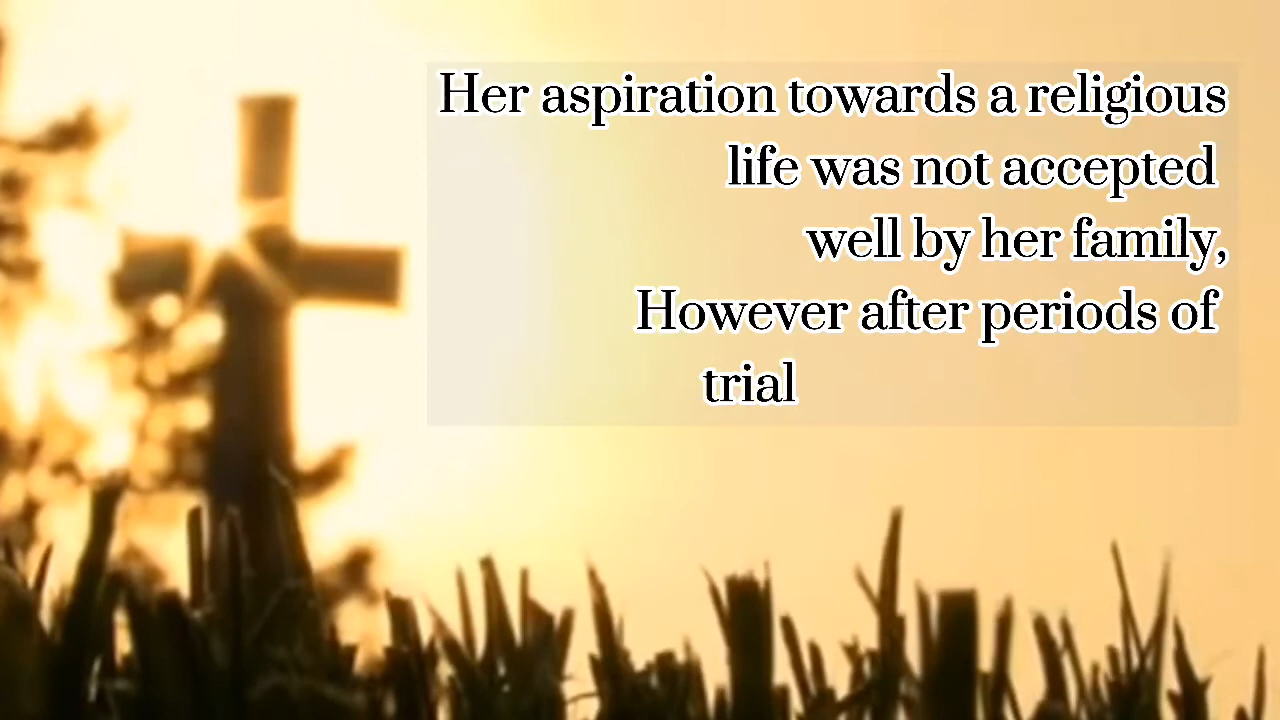 Her aspiration towards a religious
life was not accepted
well by her family,
However after periods of
trial